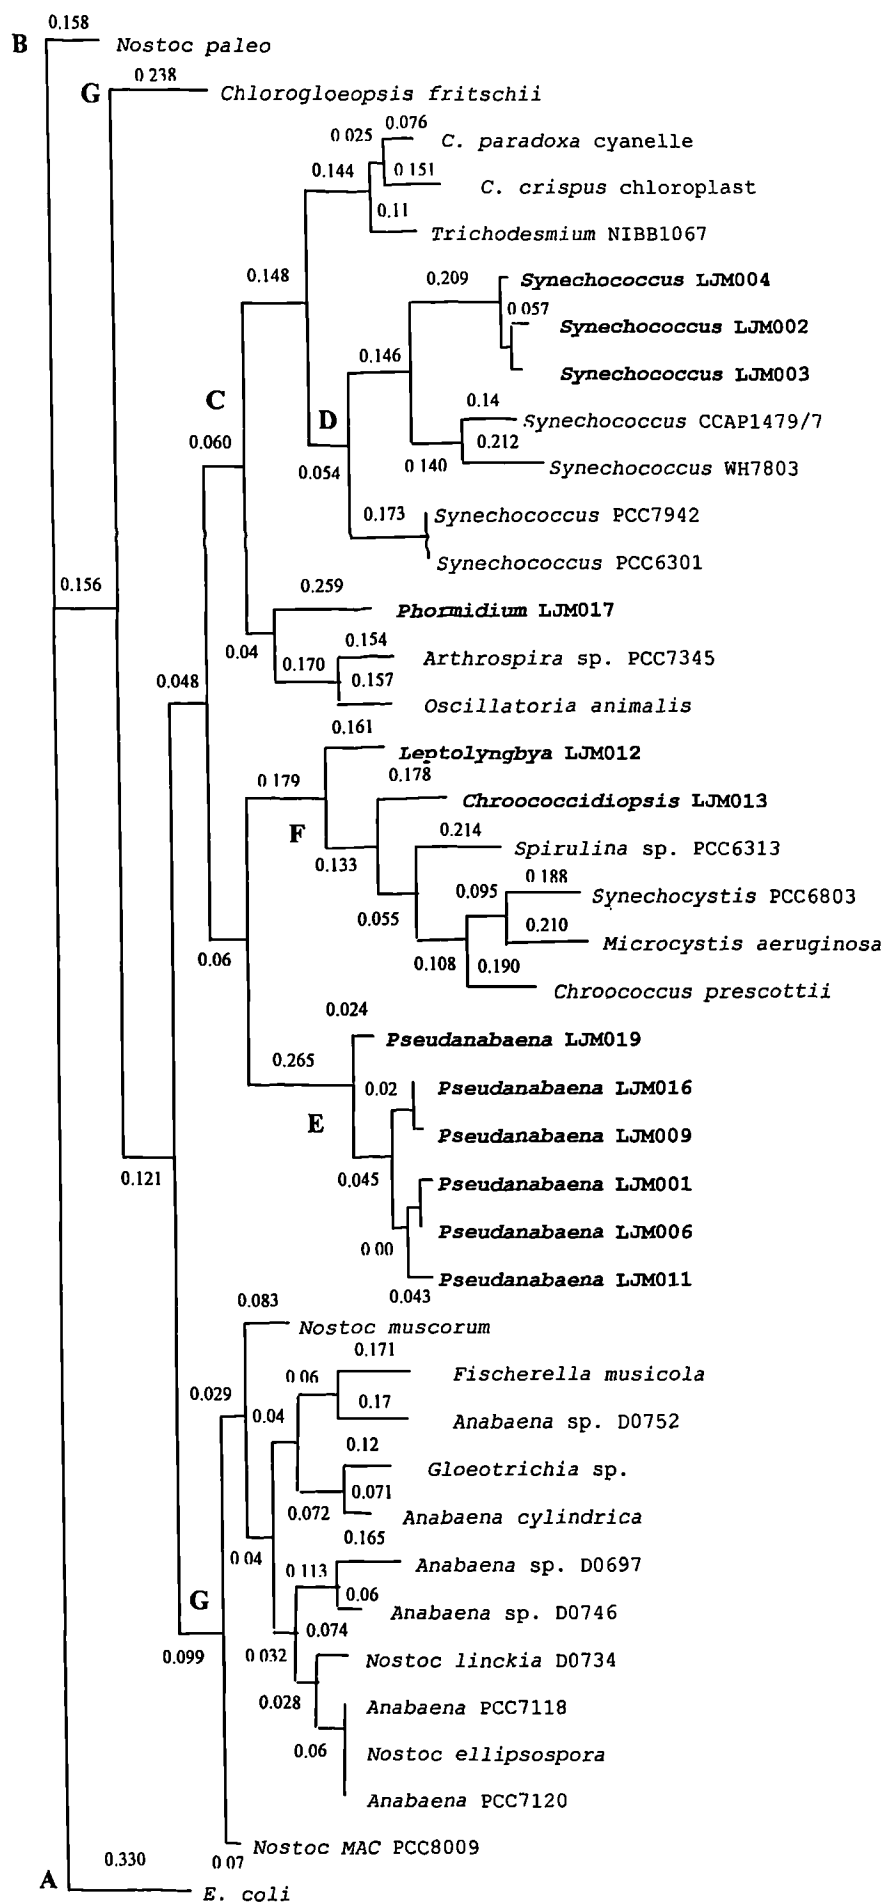 0.158
B
Nostoc paleo
0 238
G
Chlorogloeopsis fritschii
0.076
0 025
C. paradoxa cyanelle
0.144
0 151
C. crispus chloroplast
0.11
Trichodesmium NIBB1067
0.148
0.209
Synechococcus LJM004
0 057
Synechococcus LJM002
0.146
Synechococcus LJM003
C
0.14
D
Synechococcus CCAP1479/7
0.060
0.212
0.054
0 140
Synechococcus WH7803
0.173
Synechococcus PCC7942
Synechococcus PCC6301
0.156
0.259
Phormidium LJM017
0.04
0.154
0.170
Arthrospira sp. PCC7345
0.157
0.048
Oscillatoria animalis
0.161
Leptolyngbya LJM012
0 179
0.178
Chroococcidiopsis LJM013
F
0.214
0.133
Spirulina sp. PCC6313
0 188
0.095
Synechocystis PCC6803
0.055
0.210
Microcystis aeruginosa
0.06
0.108
0.190
Chroococcus prescottii
0.024
Pseudanabaena LJM019
0.265
0.02
Pseudanabaena LJM016
E
Pseudanabaena LJM009
0.121
0.045
Pseudanabaena LJM001
Pseudanabaena LJM006
0 00
Pseudanabaena LJM011
0.043
0.083
Nostoc muscorum
0.171
0.06
Fischerella musicola
0.029
0.17
0.04
Anabaena sp. D0752
0.12
Gloeotrichia sp.
0.071
0.072
Anabaena cylindrica
0.165
0 04
0 113
Anabaena sp. D0697
G
0.06
Anabaena sp. D0746
0.074
0.099
0.032
Nostoc linckia D0734
0.028
Anabaena PCC7118
0.06
Nostoc ellipsospora
Anabaena PCC7120
Nostoc MAC PCC8009
0.330
0.07
A
E. coli